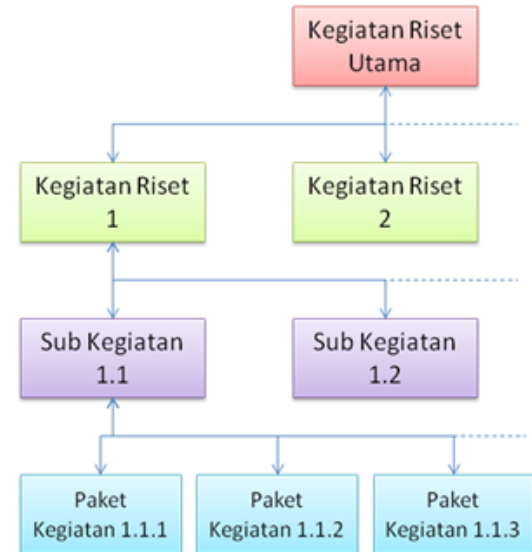 Kegiatan Riset
Utama
Kegiatan Riset
1
Kegiatan Riset
2
Sub Kegiatan
1.1
Sub Kegiatan
1.2
Paket
Kegiatan 1.1.1
Paket
Kegiatan 1.1.2
Paket
Kegiatan 1.1.3